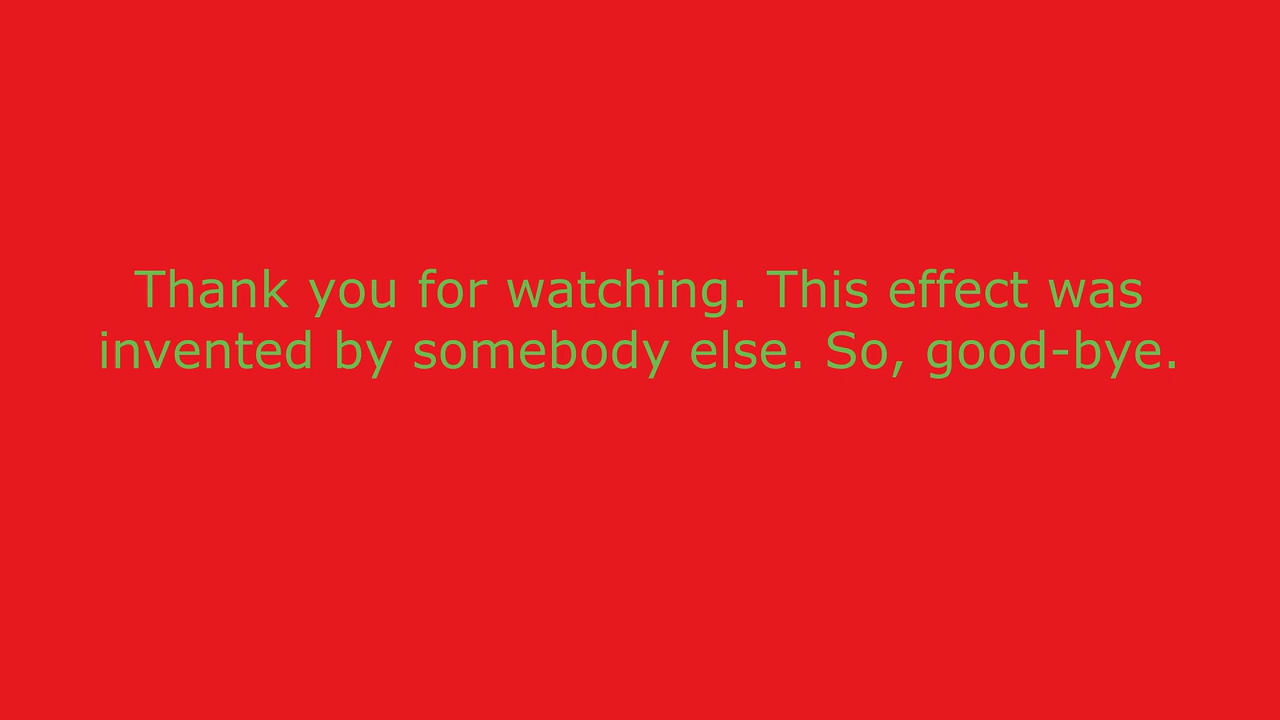 Thank you for watching. This effect was
invented by somebody else. So, good-bye.